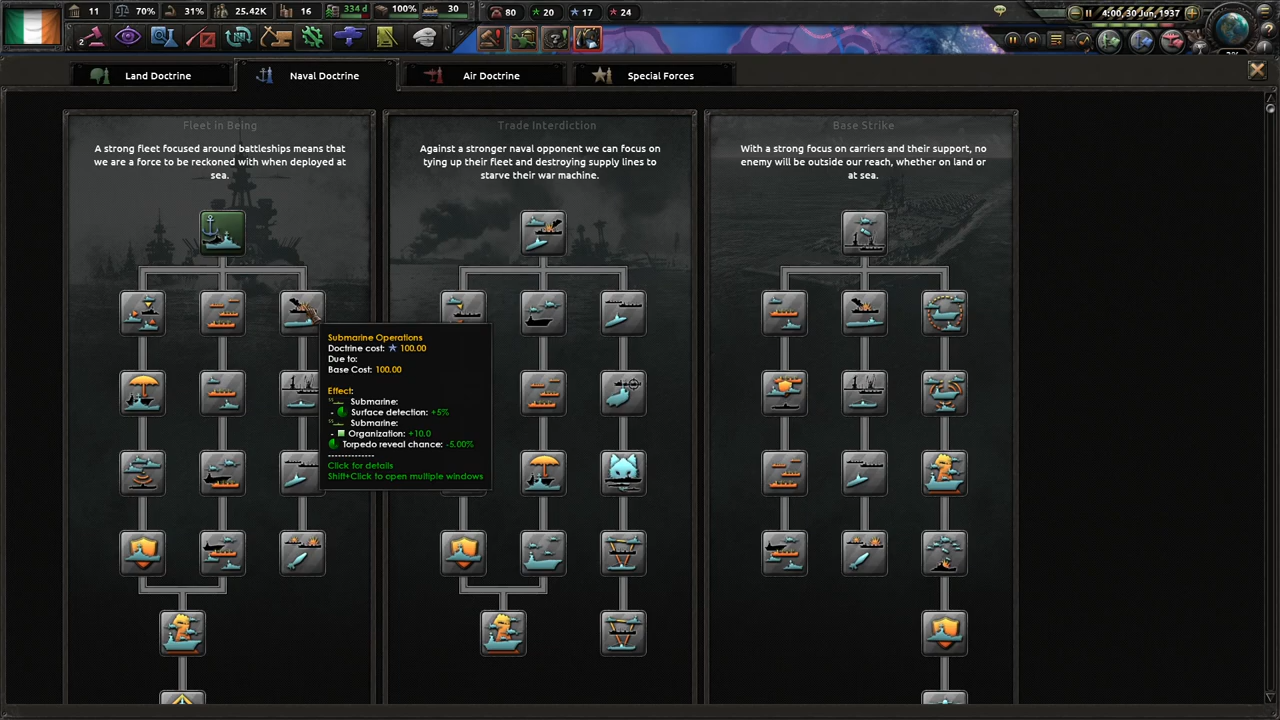 11 70% 31% 25.42K 16 334 d 100% 30 80 20 17 24 4:00, 30 Jun, 1937
2
Land Doctrine Naval Doctrine Air Doctrine Special Forces
Fleet in Being Trade Interdiction Base Strike
A strong fleet focused around battleships means that
we are a force to be reckoned with when deployed at
sea.
Against a stronger naval opponent we can focus on
tying up their fleet and destroying supply lines to
starve their war machine.
With a strong focus on carriers and their support, no
enemy will be outside our reach, whether on land or
at sea.
Submarine Operations
Doctrine cost: 100.00
Due to:
Base Cost: 100.00
Effect:
Submarine:
- Surface detection: +5%
Submarine:
- Organization: +10.0
Torpedo reveal chance: -5.00%
--------------
Click for details
Shift+Click to open multiple windows